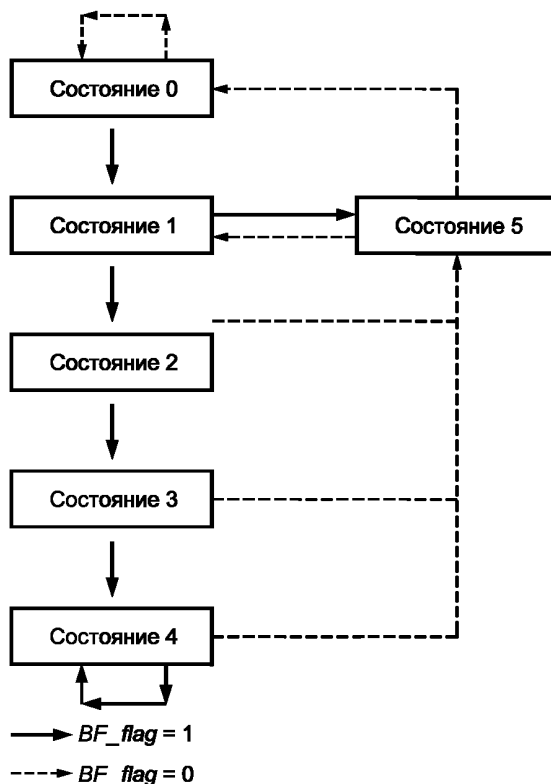 Состояние 0
Состояние 1
Состояние 5
Состояние 2
Состояние 3
Состояние 4
BF_flag = 1
BF_flag = 0